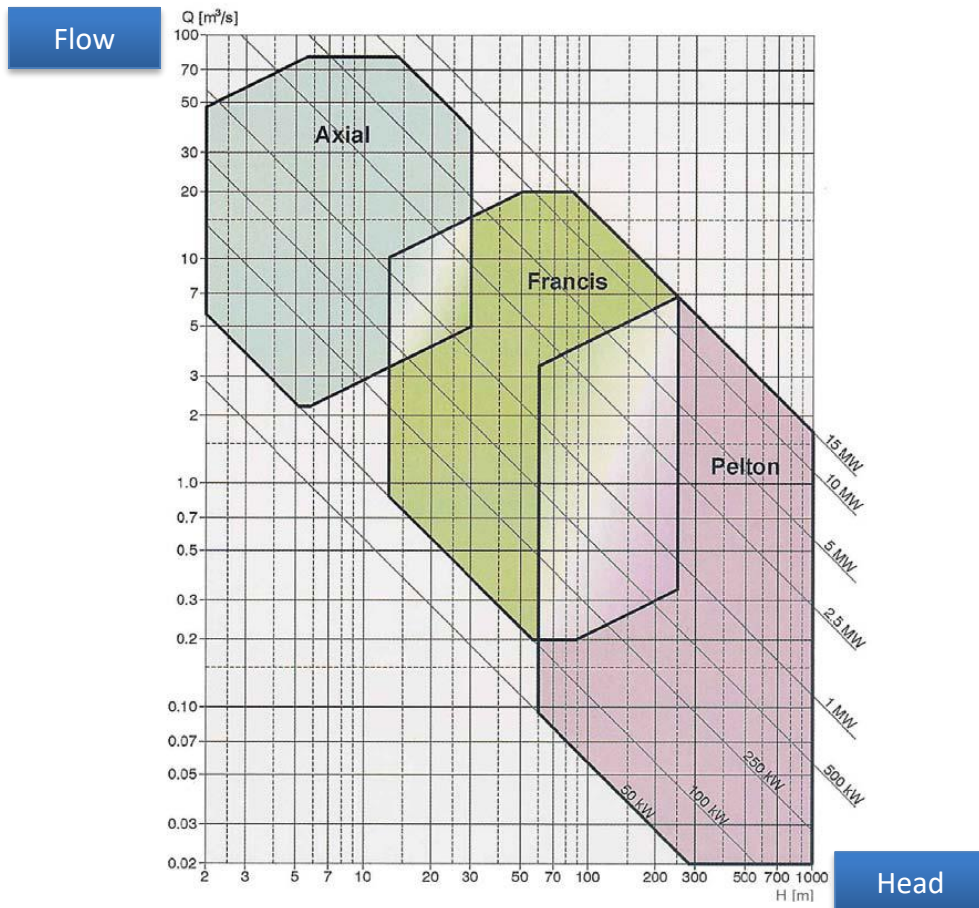 Flow
Q [m³/s]
100
70
50
30
20
10
7
5
3
2
1.0
0.7
0.5
0.3
0.2
0.10
0.07
0.05
0.03
0.02
Axial
Francis
Pelton
15 MW
10 MW
5 MW
2.5 MW
1 MW
500 kW
250 kW
100 kW
50 kW
2 3 5 7 10 20 30 50 70 100 200 300 500 700 1000
H [m]
Head